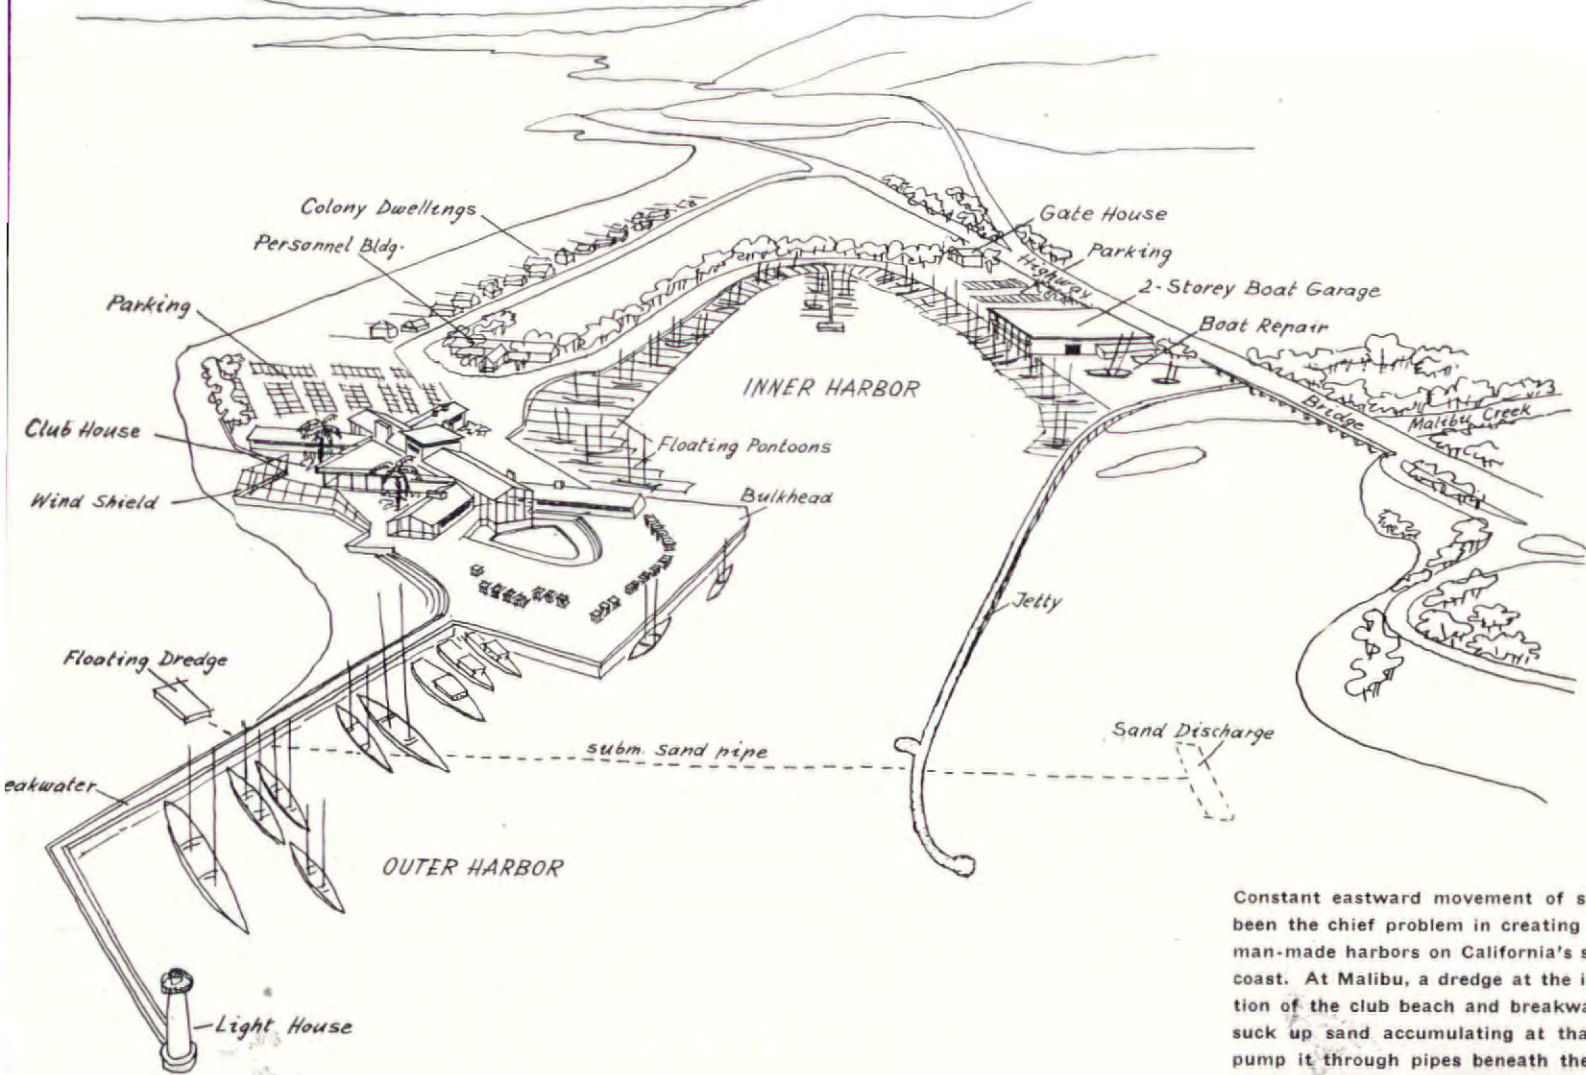 Colony Dwellings
Gate House
Personnel Bldg.
Parking
Highway
Parking
2-Storey Boat Garage
Boat Repair
INNER HARBOR
Bridge
Malibu Creek
Club House
Floating Pontoons
Wind Shield
Bulkhead
Jetty
Floating Dredge
Sand Discharge
subm. sand pipe
eakwater
OUTER HARBOR
Light House
Constant eastward movement of s
been the chief problem in creating
man-made harbors on California's s
coast. At Malibu, a dredge at the i
tion of the club beach and breakwa
suck up sand accumulating at tha
pump it through pipes beneath the